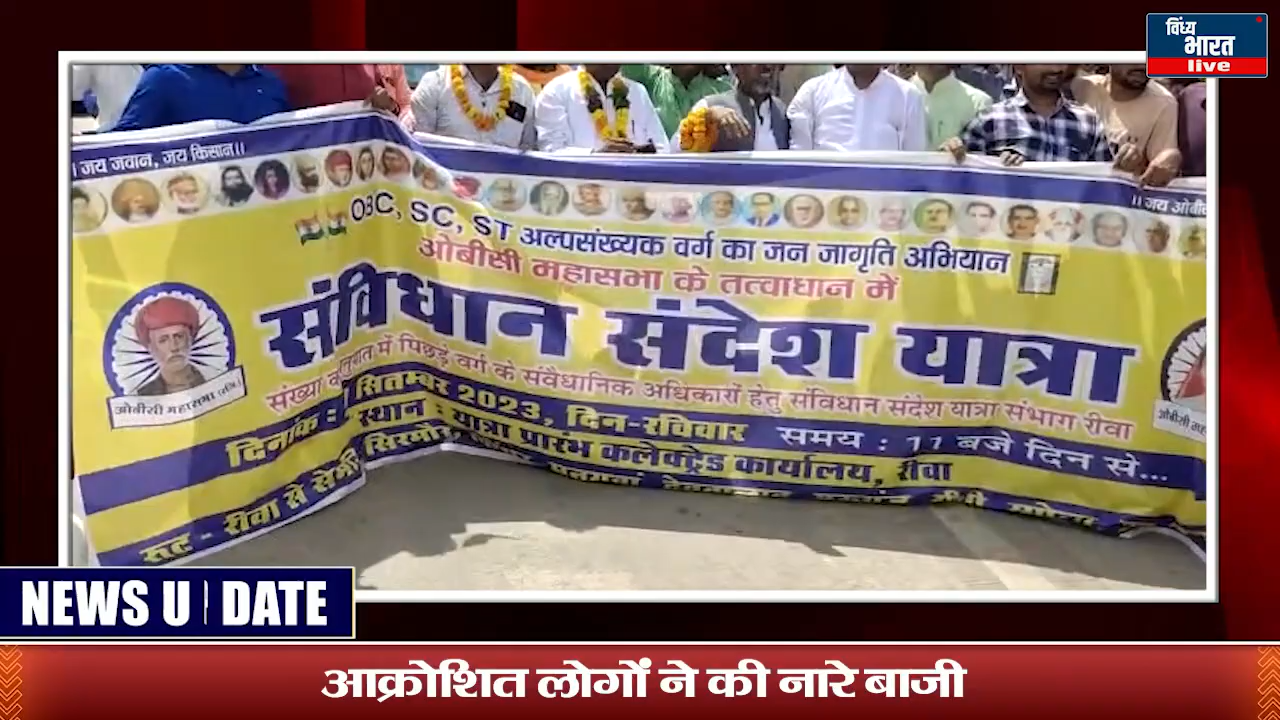 विंध्य
भारत
live
।। जय जवान, जय किसान।।
।। जय ओबी
OBC, SC, ST अल्पसंख्यक वर्ग का जन जागृति अभियान
ओबीसी महासभा के तत्वाधान में
संविधान संदेश यात्रा
संख्या के अनुपात में पिछड़े वर्ग के संवैधानिक अधिकारों हेतु संविधान संदेश यात्रा संभाग रीवा
ओबीसी महासभा
दिनांक : सितम्बर 2023, दिन-रविवार समय : 11 बजे दिन से...
स्थान : यात्रा प्रारंभ कलेक्ट्रेड कार्यालय, रीवा
रूट - रीवा से सेमरी सिरमौर,
NEWS U DATE
आक्रोशित लोगों ने की नारे बाजी